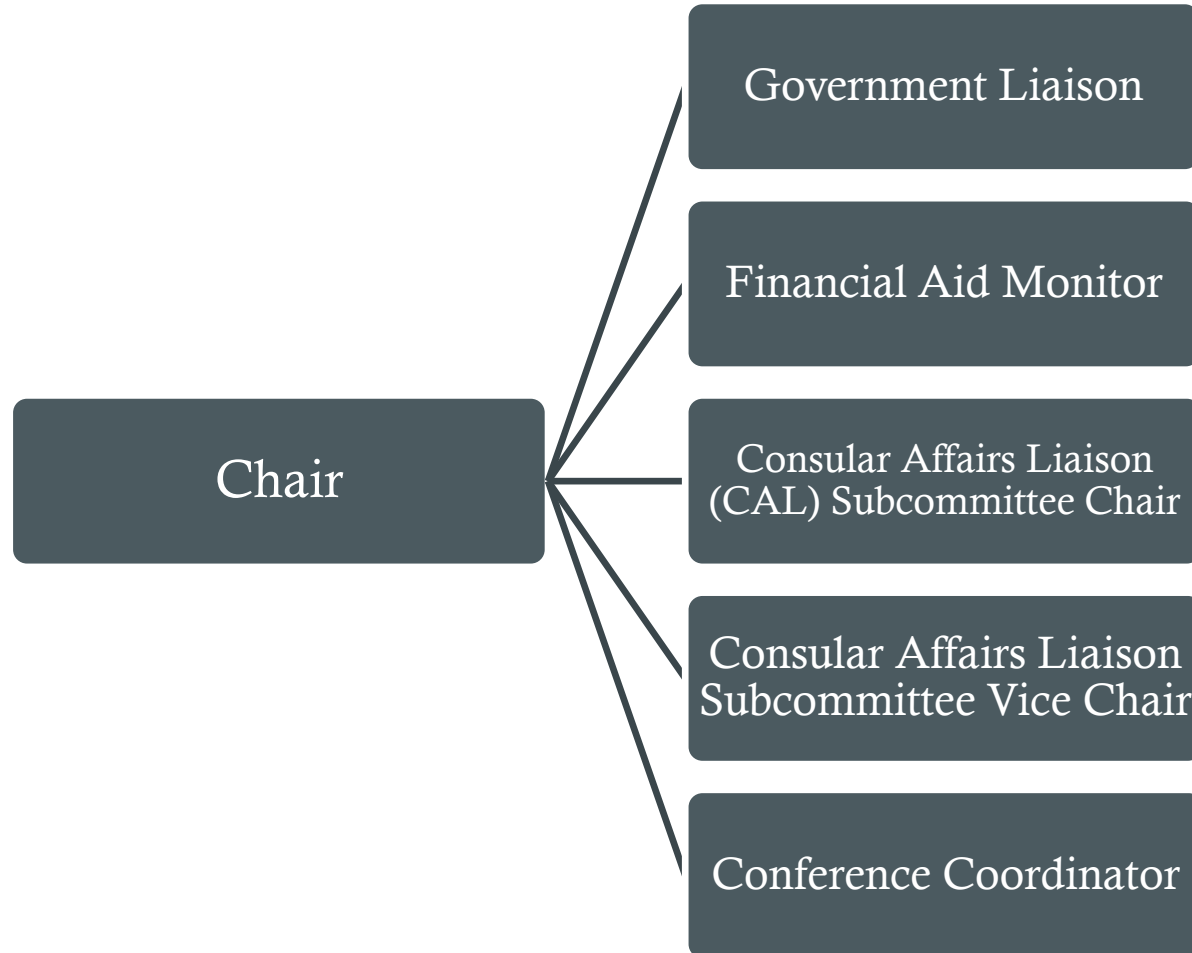 Chair
Government Liaison
Financial Aid Monitor
Consular Affairs Liaison
(CAL) Subcommittee Chair
Consular Affairs Liaison
Subcommittee Vice Chair
Conference Coordinator